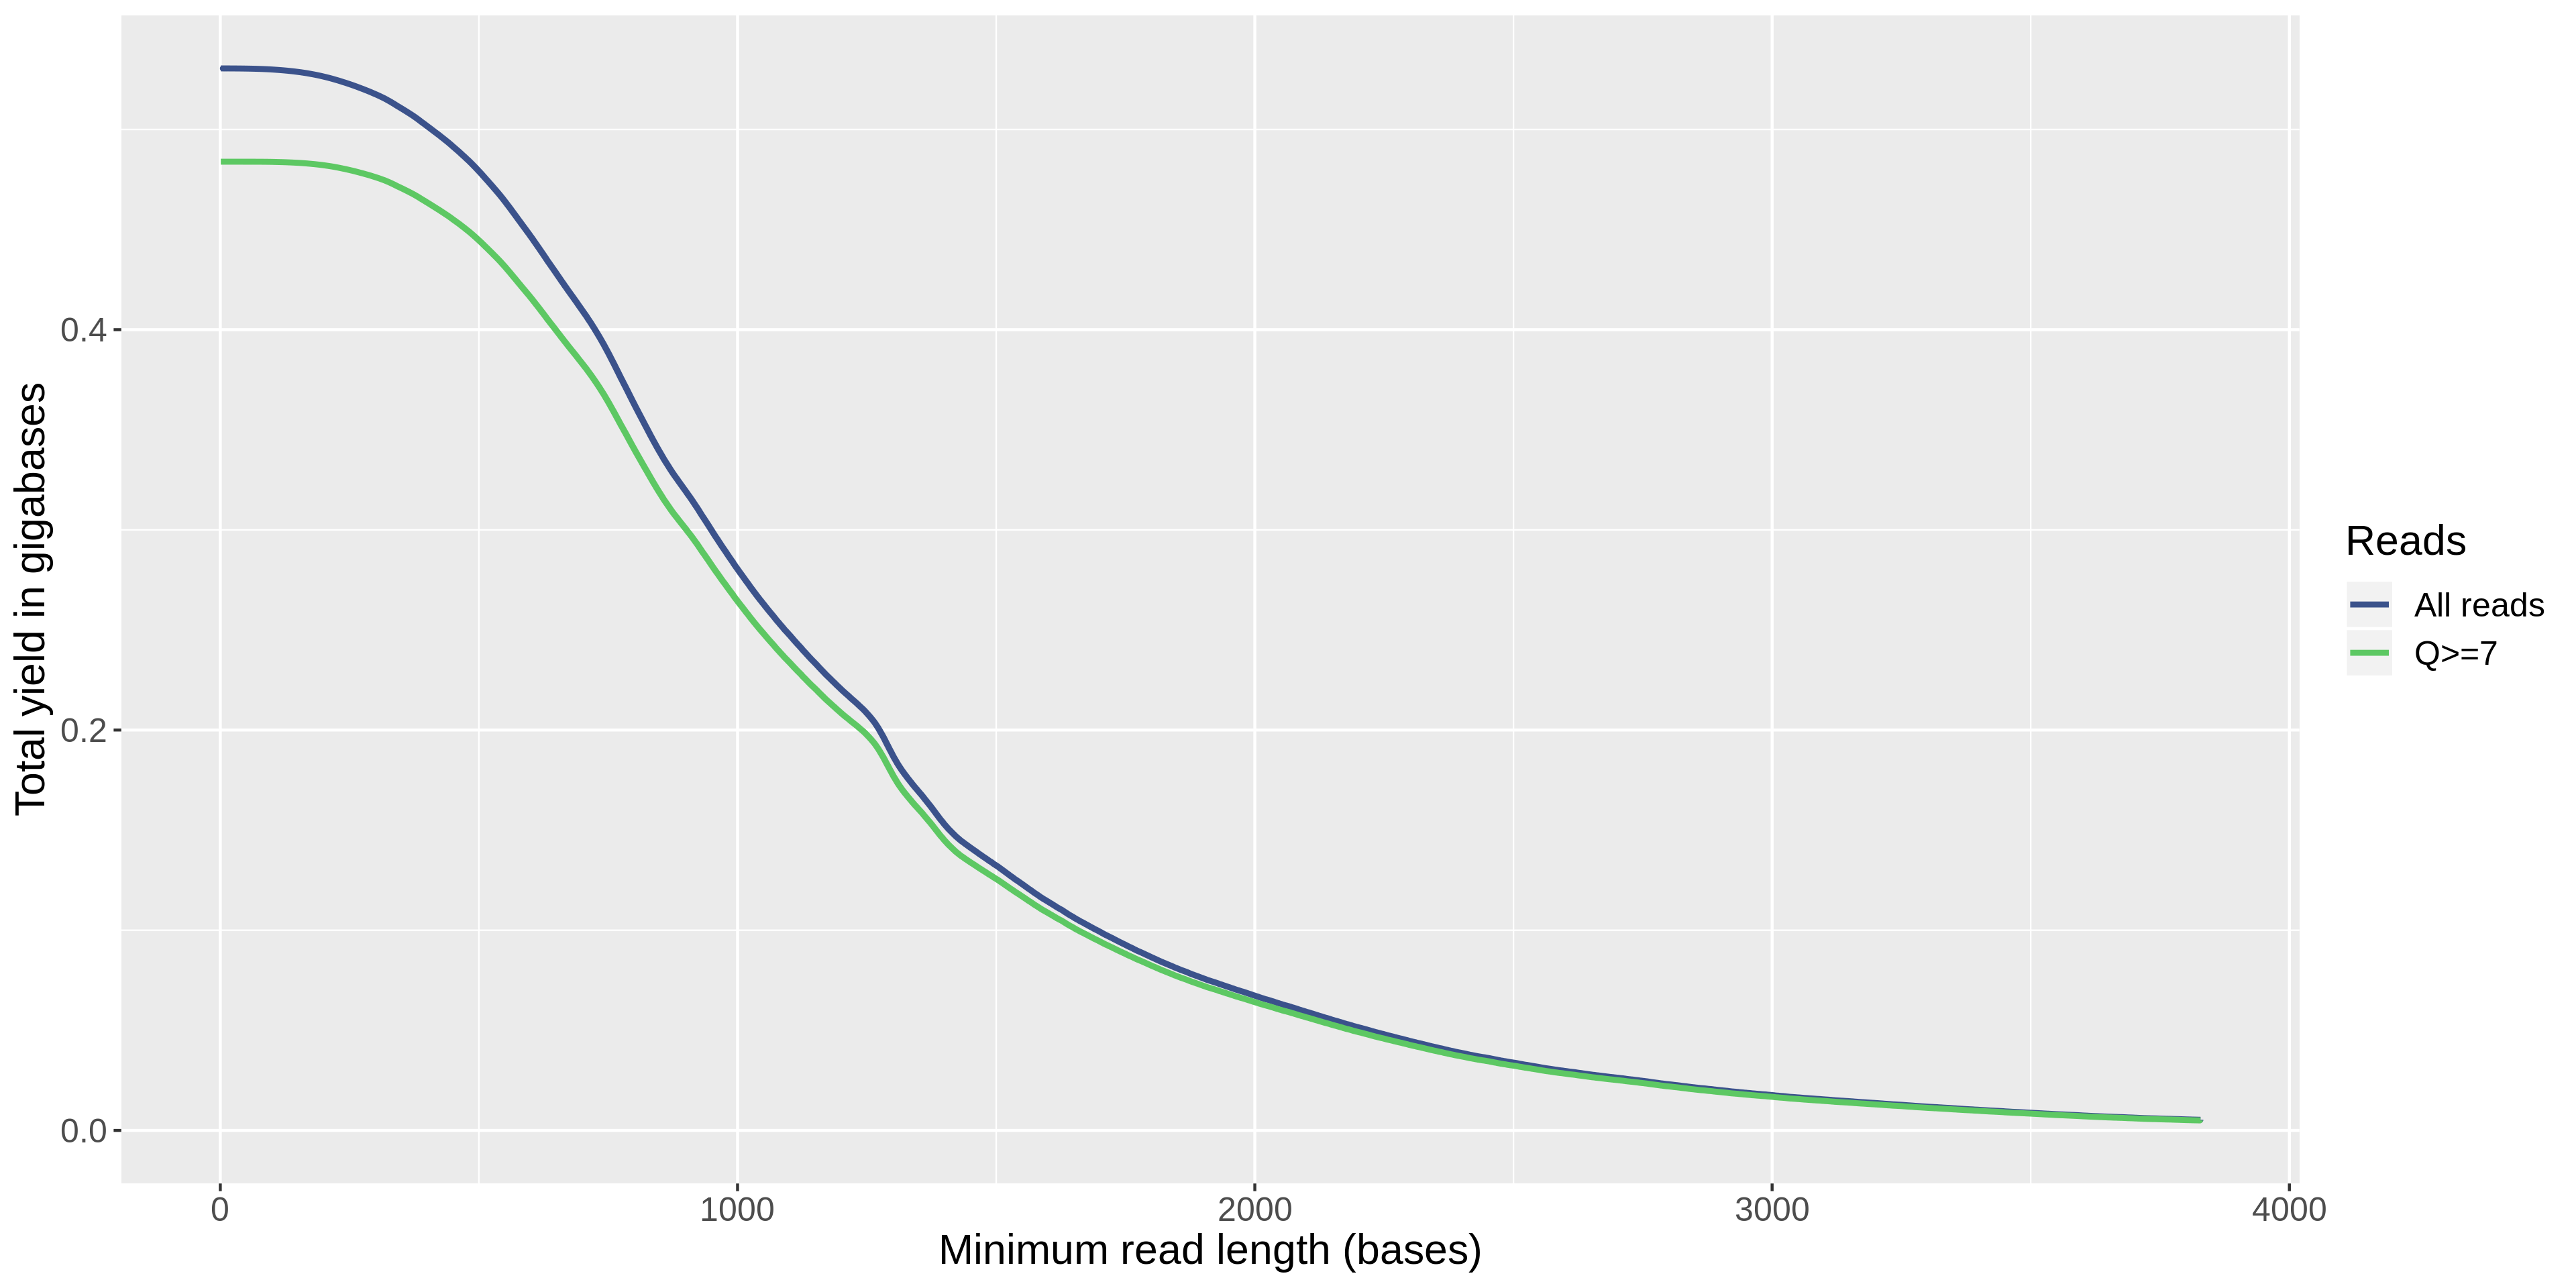 Total yield in gigabases
0.4
0.2
0.0
0 1000 2000 3000 4000
Minimum read length (bases)
Reads
All reads
Q>=7